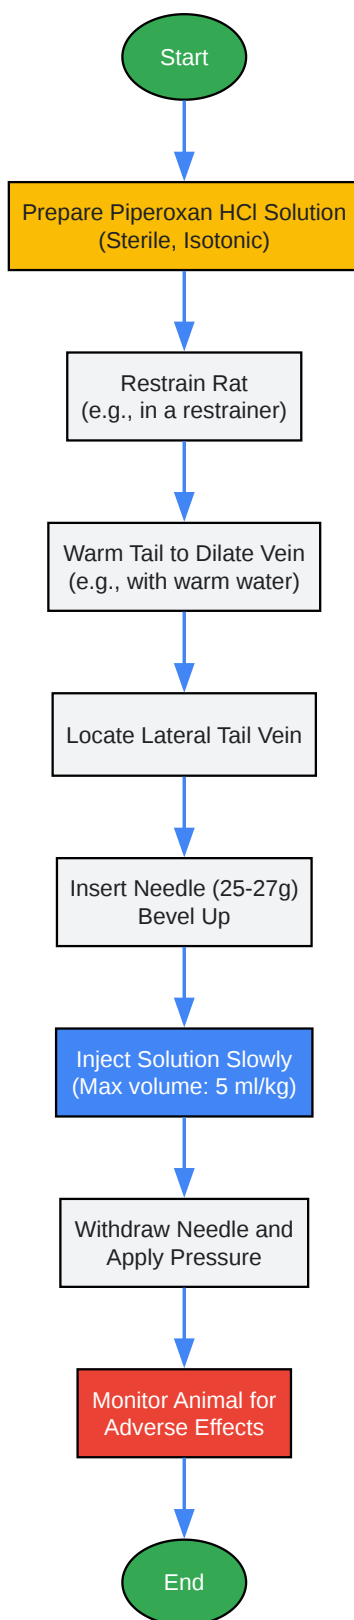 Start
Prepare Piperoxan HCl Solution
(Sterile, Isotonic)
Restrain Rat
(e.g., in a restrainer)
Warm Tail to Dilate Vein
(e.g., with warm water)
Locate Lateral Tail Vein
Insert Needle (25-27g)
Bevel Up
Inject Solution Slowly
(Max volume: 5 ml/kg)
Withdraw Needle and
Apply Pressure
Monitor Animal for
Adverse Effects
End